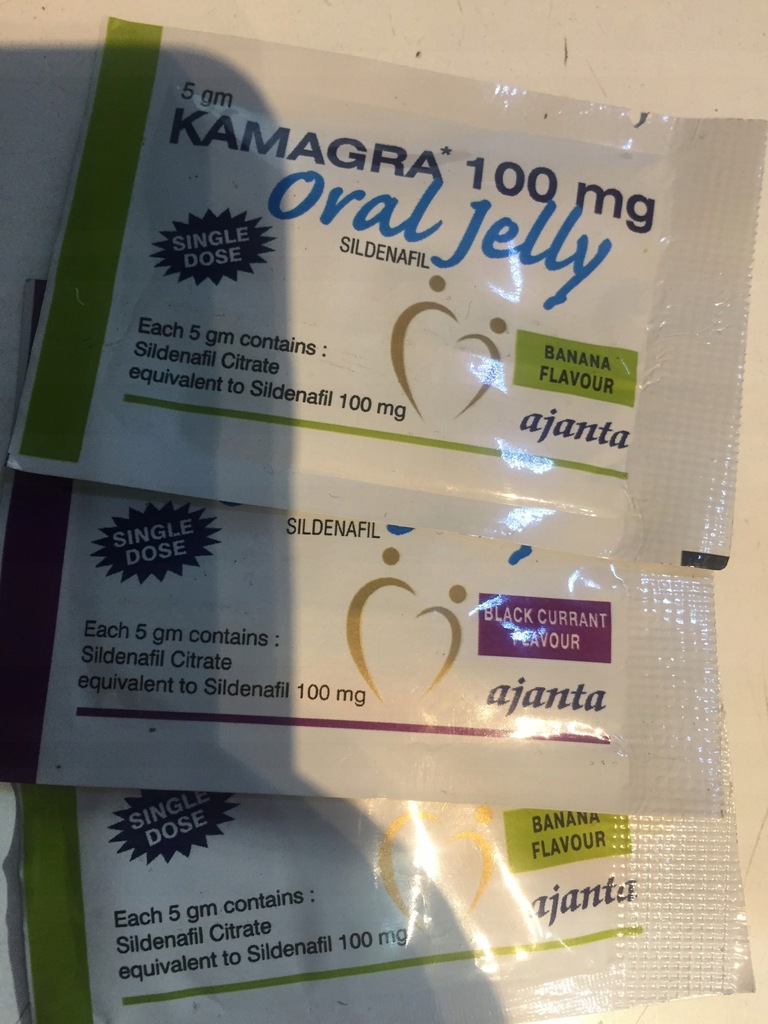 5 gm
KAMAGRA* 100 mg
Oral Jelly
SILDENAFIL
SINGLE
DOSE
Each 5 gm contains :
Sildenafil Citrate
equivalent to Sildenafil 100 mg
BANANA
FLAVOUR
ajanta
SILDENAFIL
SINGLE
DOSE
Each 5 gm contains :
Sildenafil Citrate
equivalent to Sildenafil 100 mg
BLACK CURRANT
FLAVOUR
ajanta
SINGLE
DOSE
Each 5 gm contains :
Sildenafil Citrate
equivalent to Sildenafil 100 mg
BANANA
FLAVOUR
ajanta